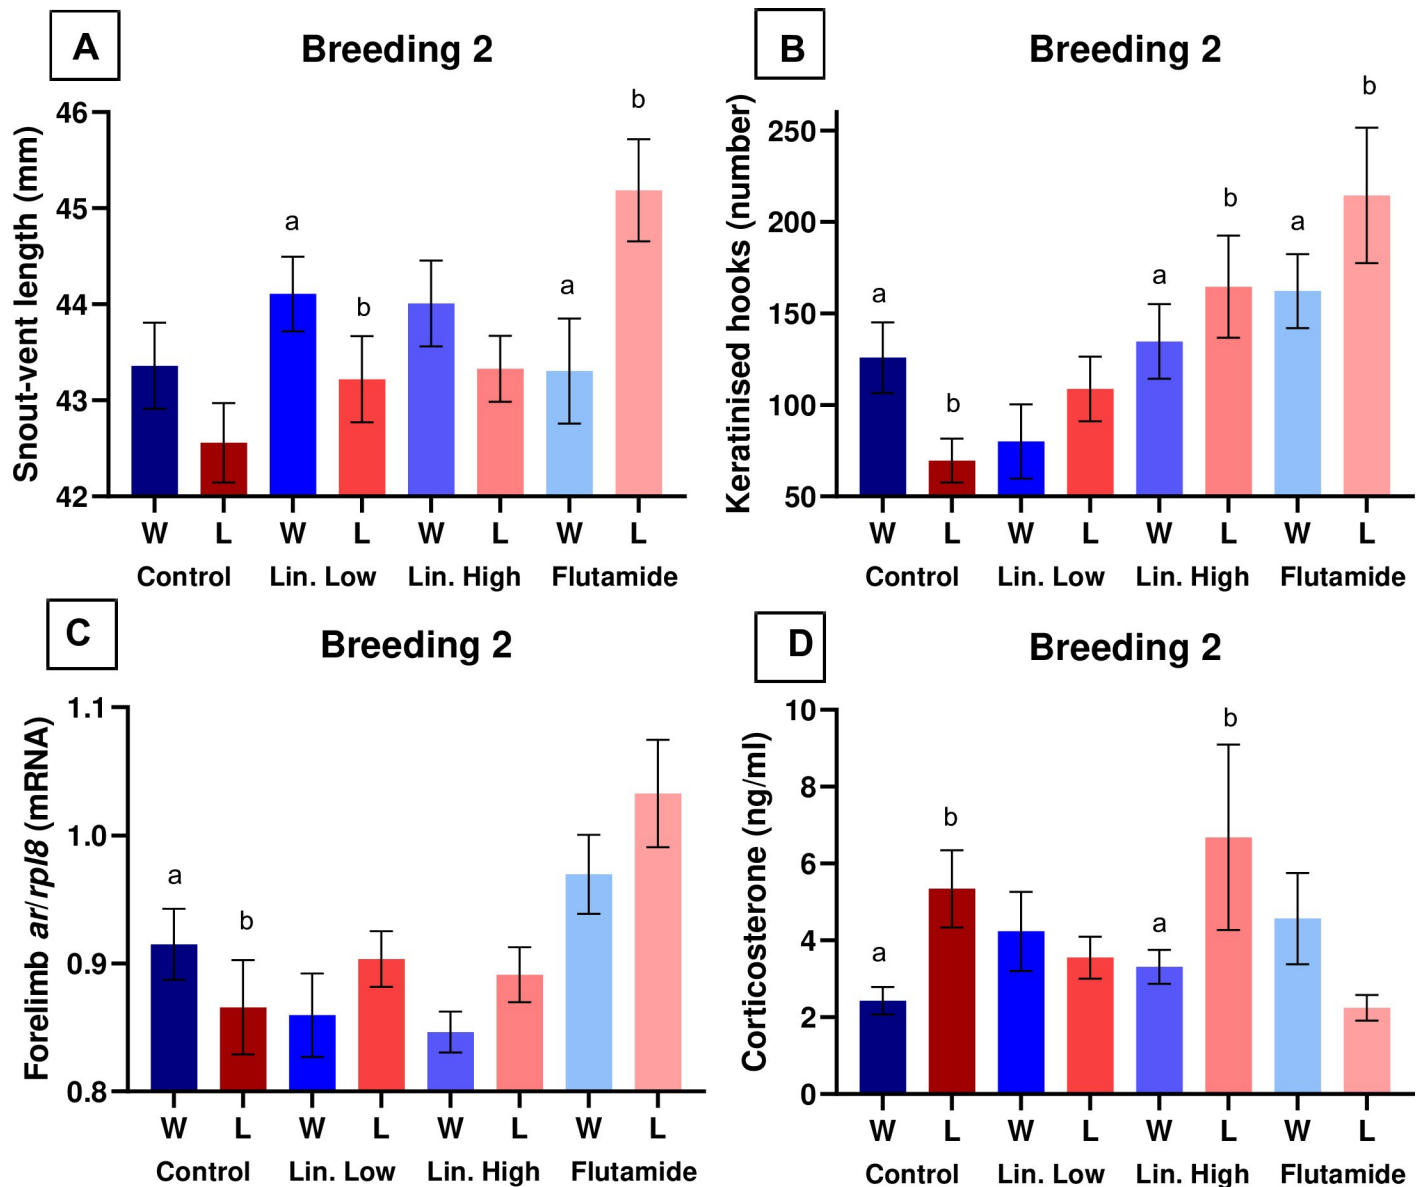 A
Breeding 2
Snout-vent length (mm)
46
45
44
43
42
a
b
a
b
W L W L W L W L
Control Lin. Low Lin. High Flutamide
B
Breeding 2
Keratinised hooks (number)
250
200
150
100
50
a
b
a
b
a
b
W L W L W L W L
Control Lin. Low Lin. High Flutamide
C
Breeding 2
Forelimb ar/rpl8 (mRNA)
1.1
1.0
0.9
0.8
a
b
W L W L W L W L
Control Lin. Low Lin. High Flutamide
D
Breeding 2
Corticosterone (ng/ml)
10
8
6
4
2
0
a
b
a
b
W L W L W L W L
Control Lin. Low Lin. High Flutamide